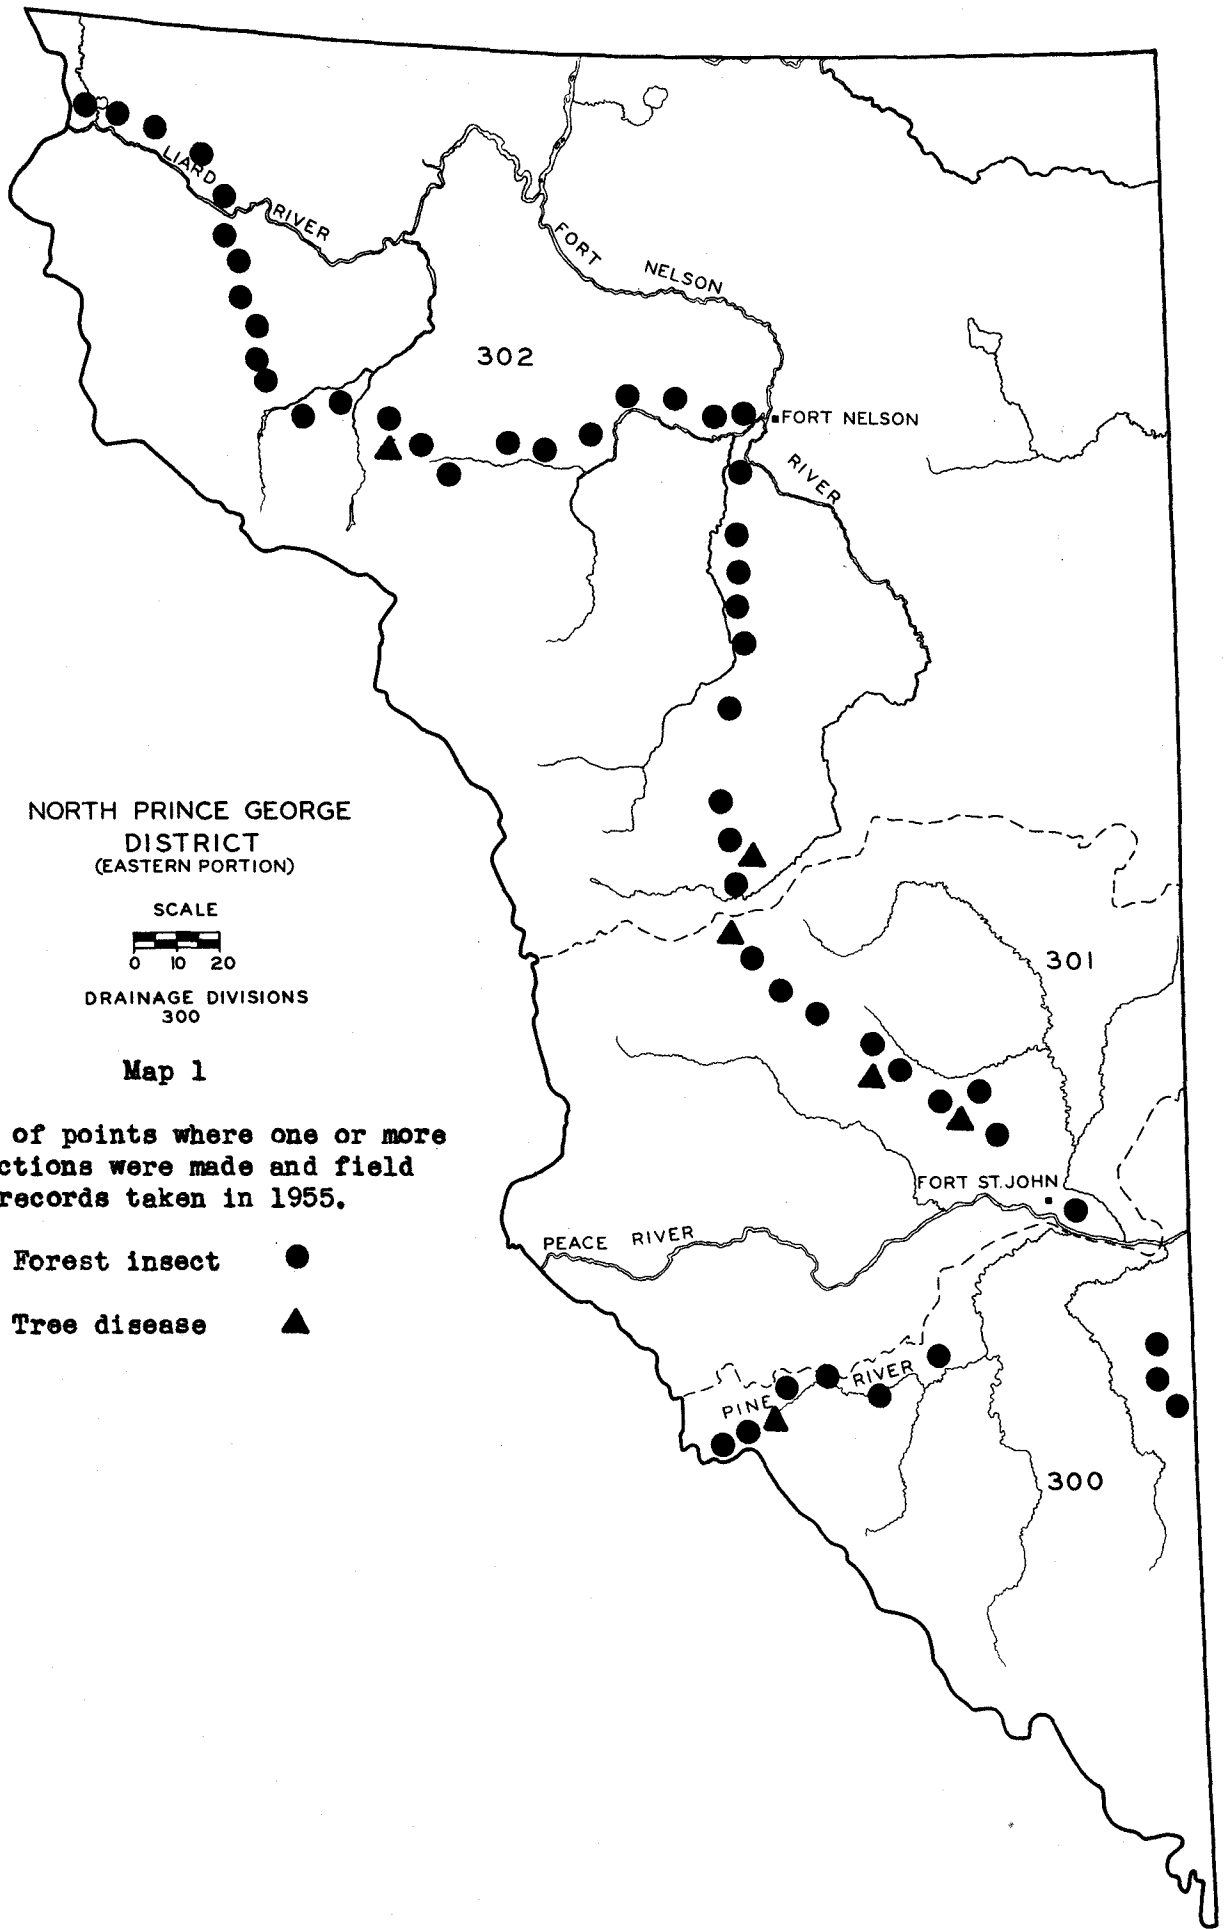 LIARD
RIVER
FORT
NELSON
302
FORT NELSON
RIVER
NORTH PRINCE GEORGE
DISTRICT
(EASTERN PORTION)
SCALE
0 10 20
DRAINAGE DIVISIONS
300
301
Map 1
of points where one or more
ctions were made and field
records taken in 1955.
FORT ST. JOHN
PEACE RIVER
Forest insect
Tree disease
PINE RIVER
300